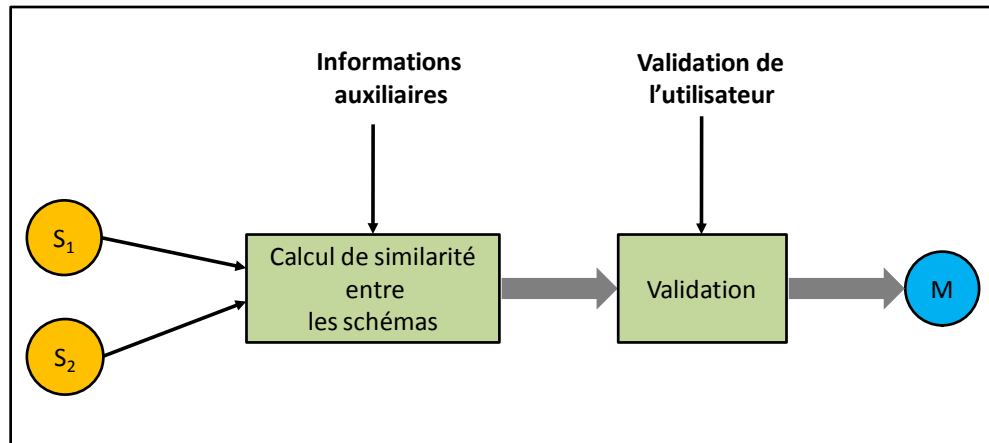 Informations
auxiliaires
Validation de
l'utilisateur
S₁
S₂
Calcul de similarité
entre
les schémas
Validation
M